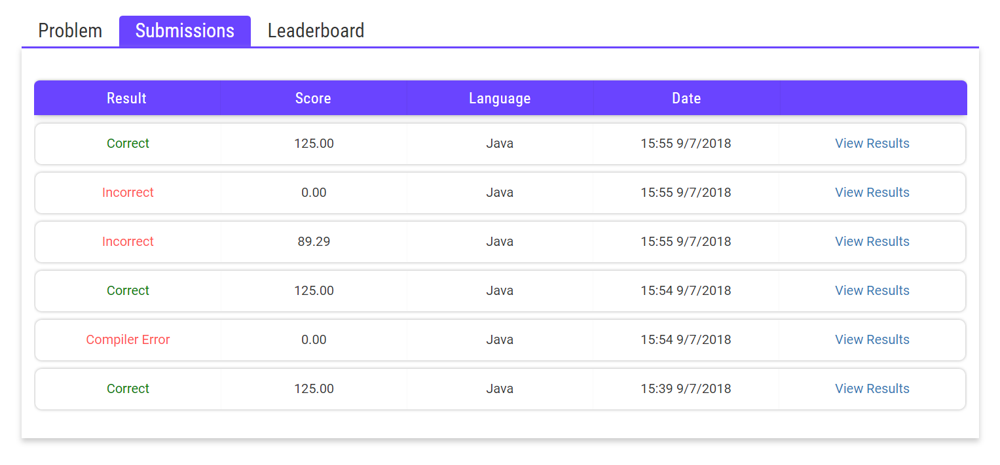 Problem Submissions Leaderboard
Result Score Language Date
Correct 125.00 Java 15:55 9/7/2018 View Results
Incorrect 0.00 Java 15:55 9/7/2018 View Results
Incorrect 89.29 Java 15:55 9/7/2018 View Results
Correct 125.00 Java 15:54 9/7/2018 View Results
Compiler Error 0.00 Java 15:54 9/7/2018 View Results
Correct 125.00 Java 15:39 9/7/2018 View Results